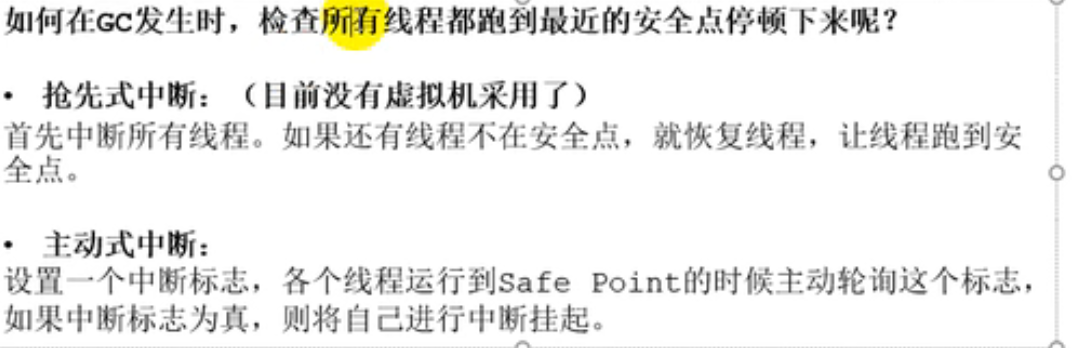 如何在GC发生时，检查所有线程都跑到最近的安全点停顿下来呢？
• 抢先式中断：（目前没有虚拟机采用了）
首先中断所有线程。如果还有线程不在安全点，就恢复线程，让线程跑到安
全点。
• 主动式中断：
设置一个中断标志，各个线程运行到Safe Point的时候主动轮询这个标志，
如果中断标志为真，则将自己进行中断挂起。